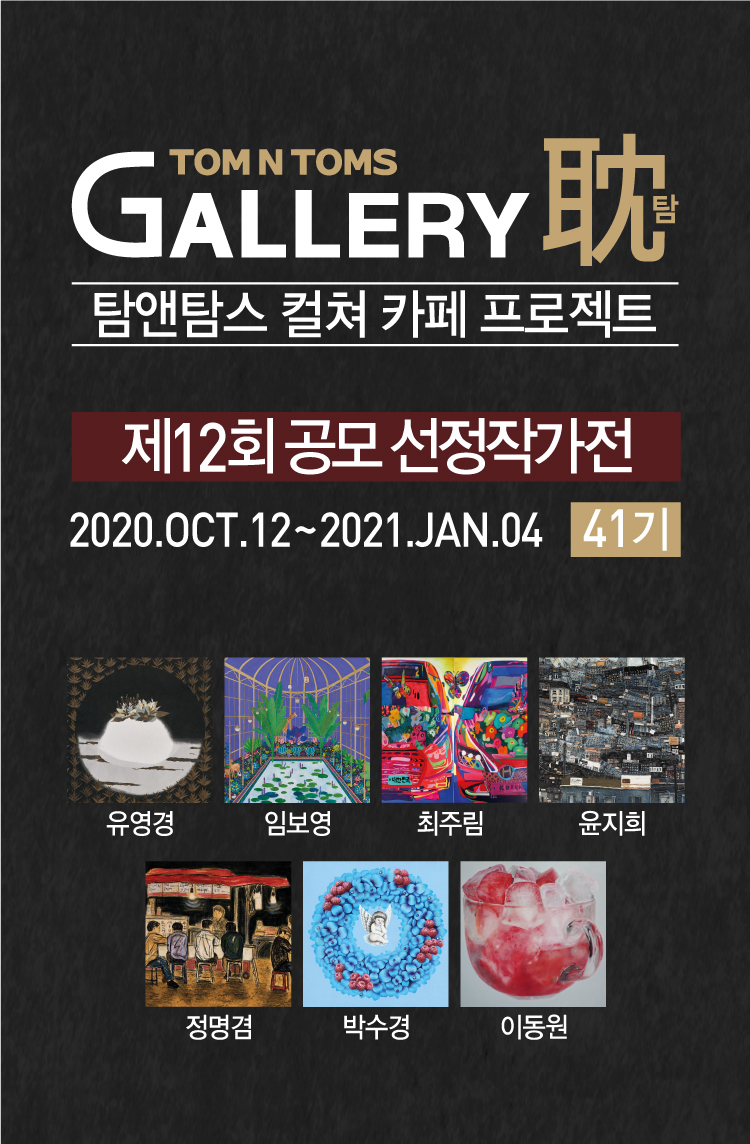 TOM N TOMS
GALLERY 耽 탐
탐앤탐스 컬쳐 카페 프로젝트
제12회 공모 선정작가전
2020.OCT.12~2021.JAN.04 41기
유영경 임보영 최주림 윤지희
정명겸 박수경 이동원